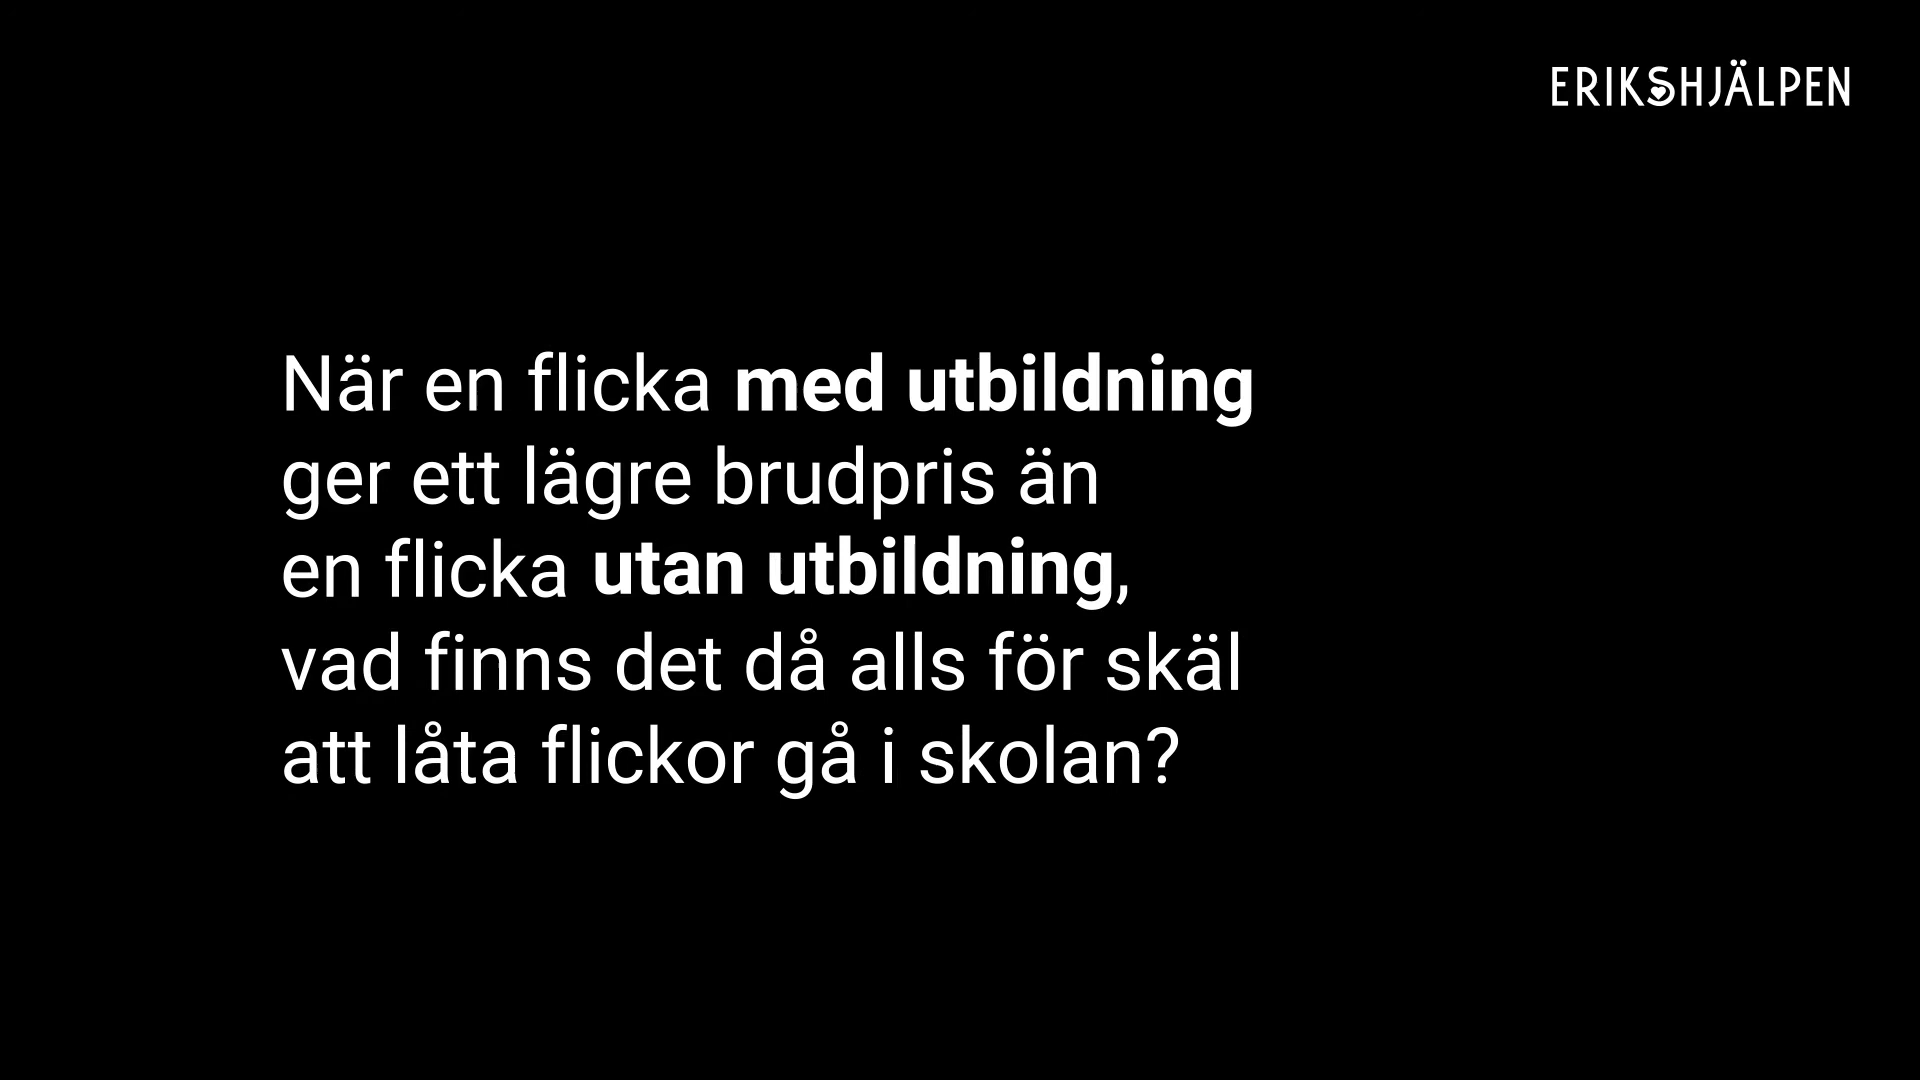 ERIKSHJÄLPEN
När en flicka med utbildning
ger ett lägre brudpris än
en flicka utan utbildning,
vad finns det då alls för skäl
att låta flickor gå i skolan?